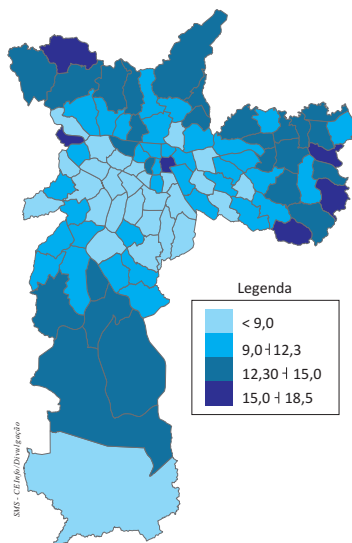 Legenda
< 9,0
9,0 ┤ 12,3
12,30 ┤ 15,0
15,0 ┤ 18,5
SMS - CEInfo/Divulgação